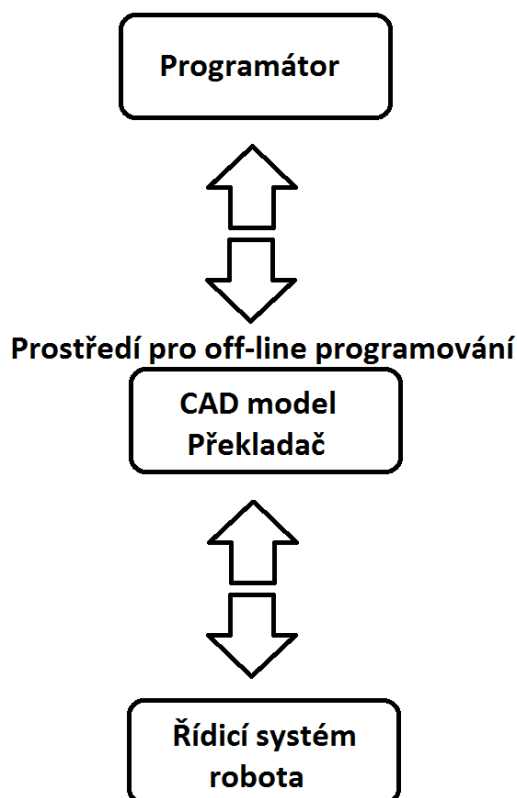 Programátor
Prostředí pro off-line programování
CAD model
Překladač
Řídicí systém
robota